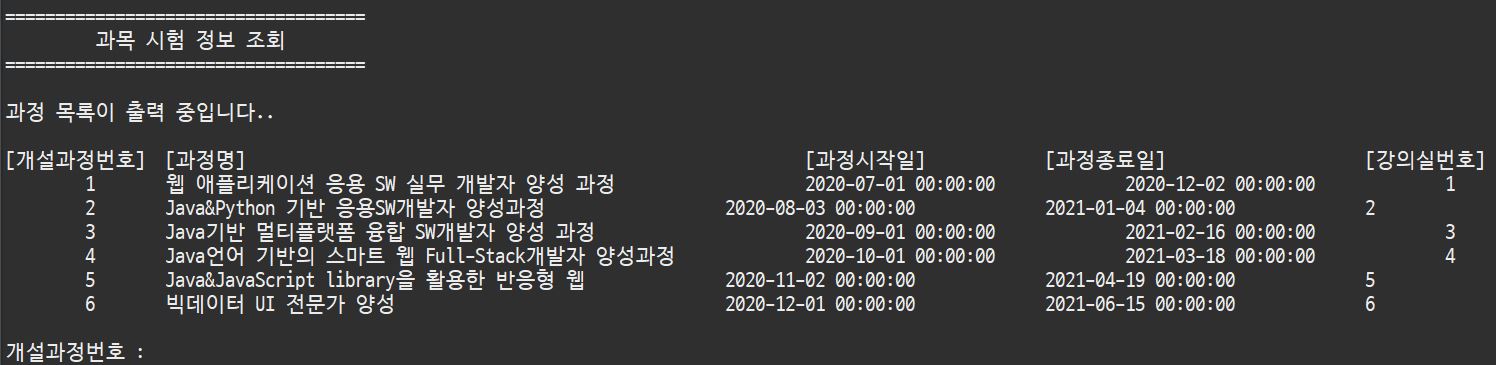 ====================================
과목 시험 정보 조회
====================================
과정 목록이 출력 중입니다..
[개설과정번호] [과정명] [과정시작일] [과정종료일] [강의실번호]
1 웹 애플리케이션 응용 SW 실무 개발자 양성 과정 2020-07-01 00:00:00 2020-12-02 00:00:00 1
2 Java&Python 기반 응용SW개발자 양성과정 2020-08-03 00:00:00 2021-01-04 00:00:00 2
3 Java기반 멀티플랫폼 융합 SW개발자 양성 과정 2020-09-01 00:00:00 2021-02-16 00:00:00 3
4 Java언어 기반의 스마트 웹 Full-Stack개발자 양성과정 2020-10-01 00:00:00 2021-03-18 00:00:00 4
5 Java&JavaScript library을 활용한 반응형 웹 2020-11-02 00:00:00 2021-04-19 00:00:00 5
6 빅데이터 UI 전문가 양성 2020-12-01 00:00:00 2021-06-15 00:00:00 6
개설과정번호 :